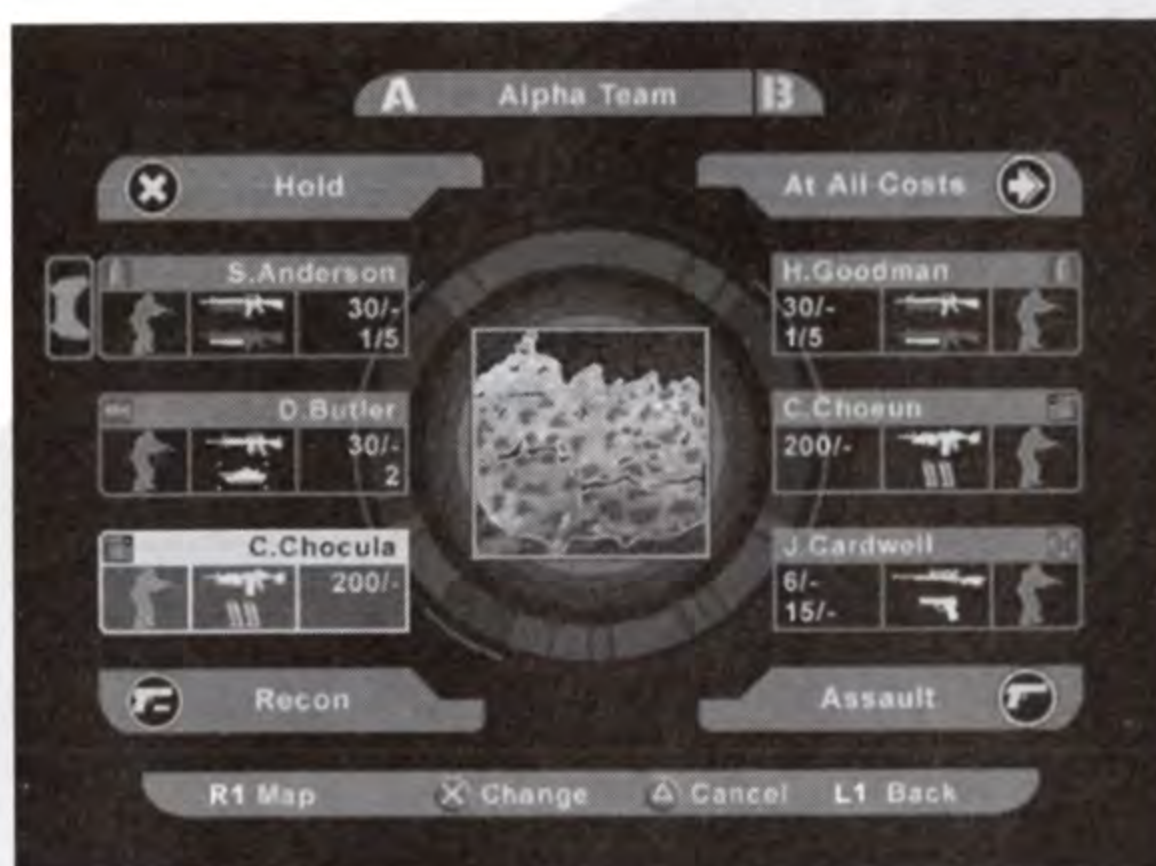 A Alpha Team B
Hold
At All Costs
S.Anderson
30/-
1/5
H.Goodman
30/-
1/5
D.Butler
30/-
2
C.Choeun
200/-
C.Chocula
200/-
J.Cardwell
6/-
15/-
Recon
Assault
R1 Map X Change △ Cancel L1 Back